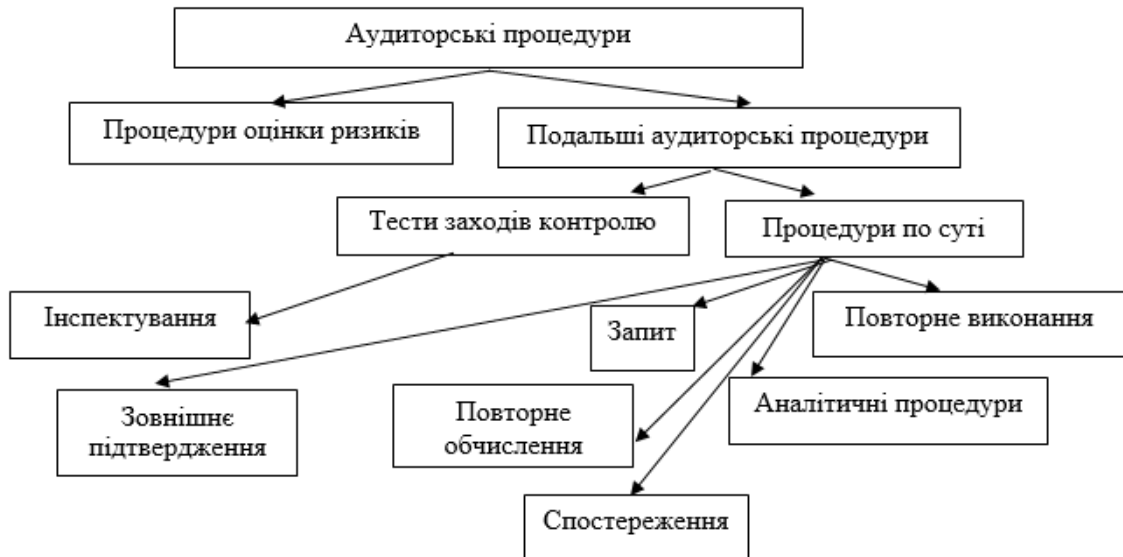 Аудиторські процедури
Процедури оцінки ризиків
Подальші аудиторські процедури
Тести заходів контролю
Процедури по суті
Інспектування
Запит
Повторне виконання
Зовнішнє
підтвердження
Повторне
обчислення
Аналітичні процедури
Спостереження